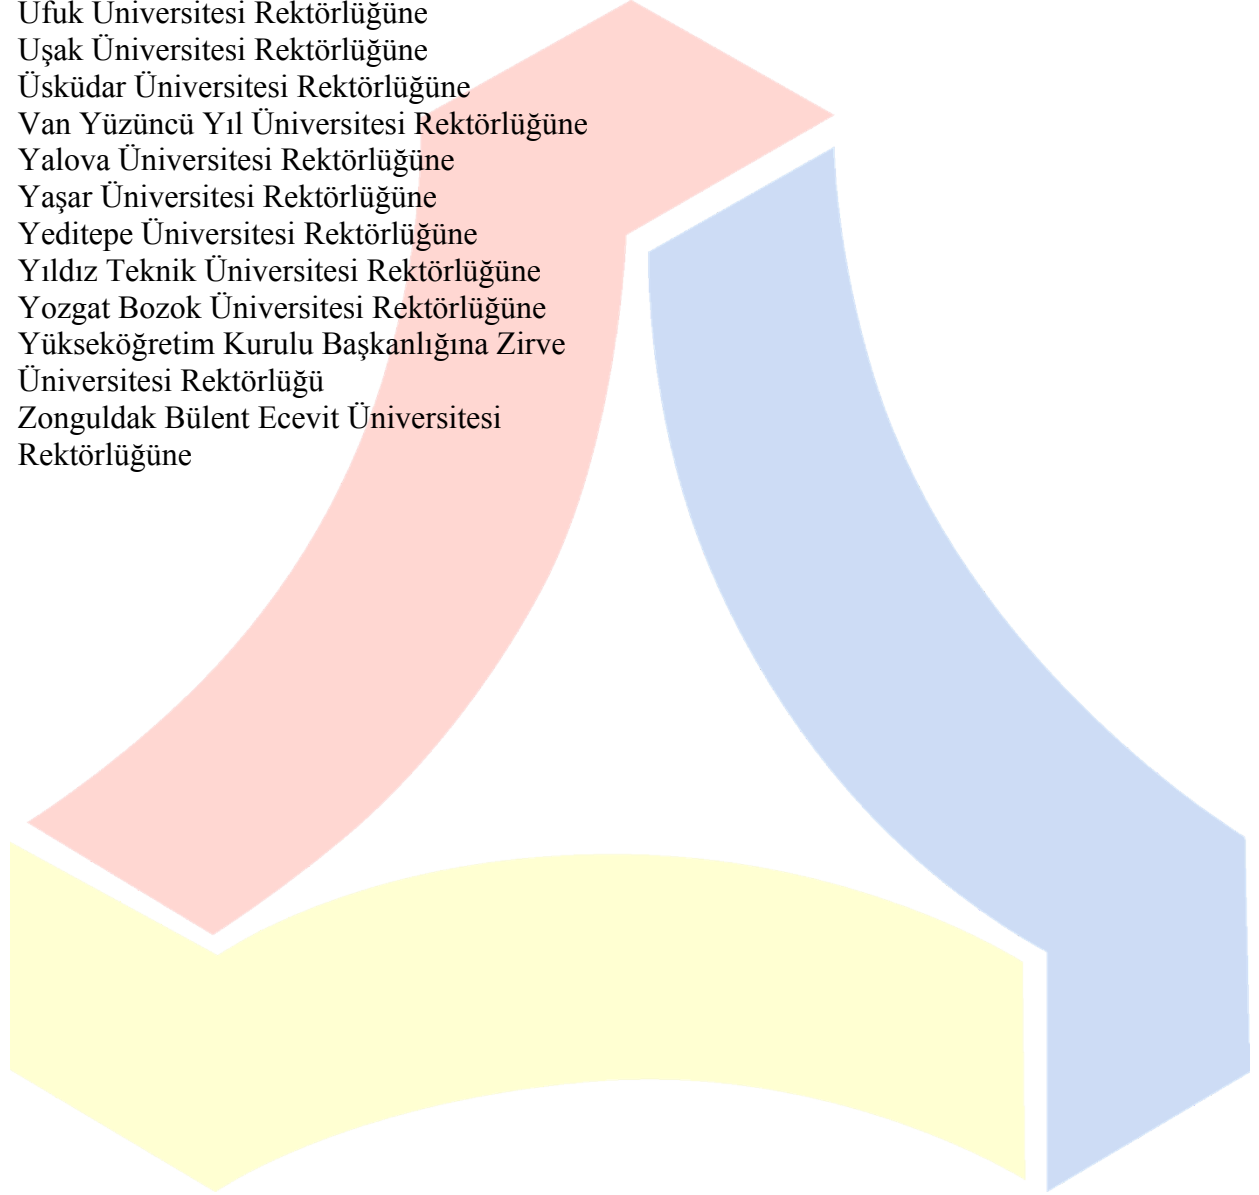 Ufuk Üniversitesi Rektörlüğüne
Uşak Üniversitesi Rektörlüğüne
Üsküdar Üniversitesi Rektörlüğüne
Van Yüzüncü Yıl Üniversitesi Rektörlüğüne
Yalova Üniversitesi Rektörlüğüne
Yaşar Üniversitesi Rektörlüğüne
Yeditepe Üniversitesi Rektörlüğüne
Yıldız Teknik Üniversitesi Rektörlüğüne
Yozgat Bozok Üniversitesi Rektörlüğüne
Yükseköğretim Kurulu Başkanlığına Zirve
Üniversitesi Rektörlüğü
Zonguldak Bülent Ecevit Üniversitesi
Rektörlüğüne